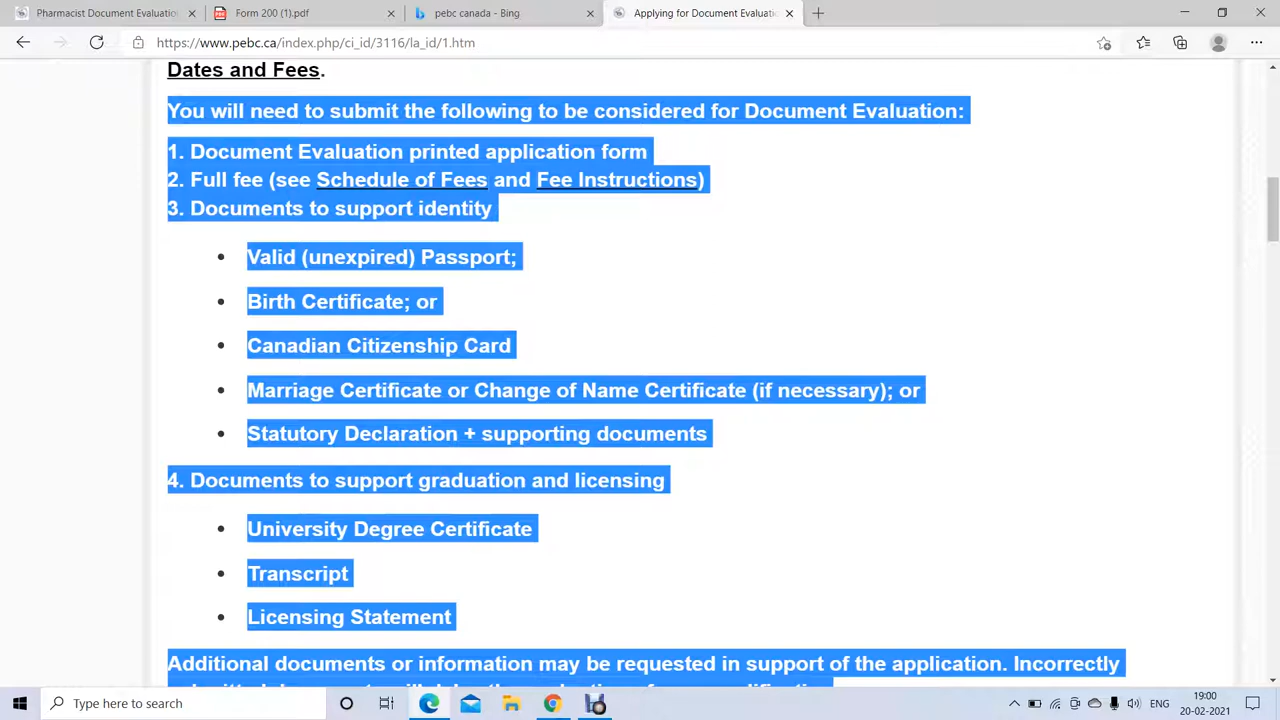 Pharmacist Document Evaluation
Form 200 (1).pdf
pebc canada - Bing
Applying for Document Evaluation
https://www.pebc.ca/index.php/ci_id/3116/la_id/1.htm
Dates and Fees.
You will need to submit the following to be considered for Document Evaluation:
1. Document Evaluation printed application form
2. Full fee (see Schedule of Fees and Fee Instructions)
3. Documents to support identity
• Valid (unexpired) Passport;
• Birth Certificate; or
• Canadian Citizenship Card
• Marriage Certificate or Change of Name Certificate (if necessary); or
• Statutory Declaration + supporting documents
4. Documents to support graduation and licensing
• University Degree Certificate
• Transcript
• Licensing Statement
Additional documents or information may be requested in support of the application. Incorrectly
Type here to search
ENG
19:00
20-02-2021